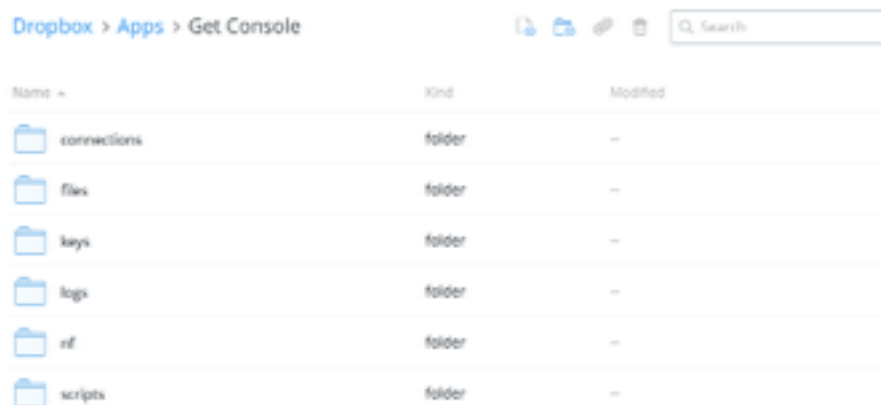 Dropbox > Apps > Get Console
Search
Name Kind Modified
connections folder --
files folder --
keys folder --
logs folder --
nf folder --
scripts folder --